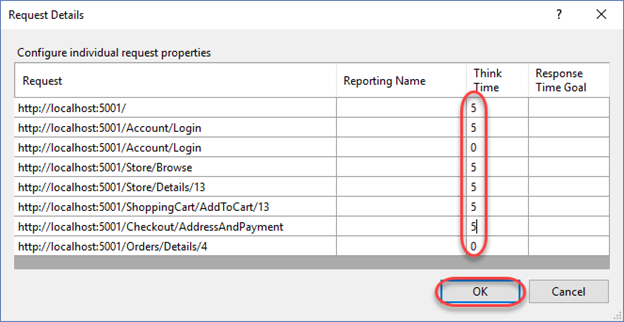 Request Details ? ×
Configure individual request properties
Request Reporting Name Think Time Response Time Goal
http://localhost:5001/ 5
http://localhost:5001/Account/Login 5
http://localhost:5001/Account/Login 0
http://localhost:5001/Store/Browse 5
http://localhost:5001/Store/Details/13 5
http://localhost:5001/ShoppingCart/AddToCart/13 5
http://localhost:5001/Checkout/AddressAndPayment 5
http://localhost:5001/Orders/Details/4 0
OK Cancel